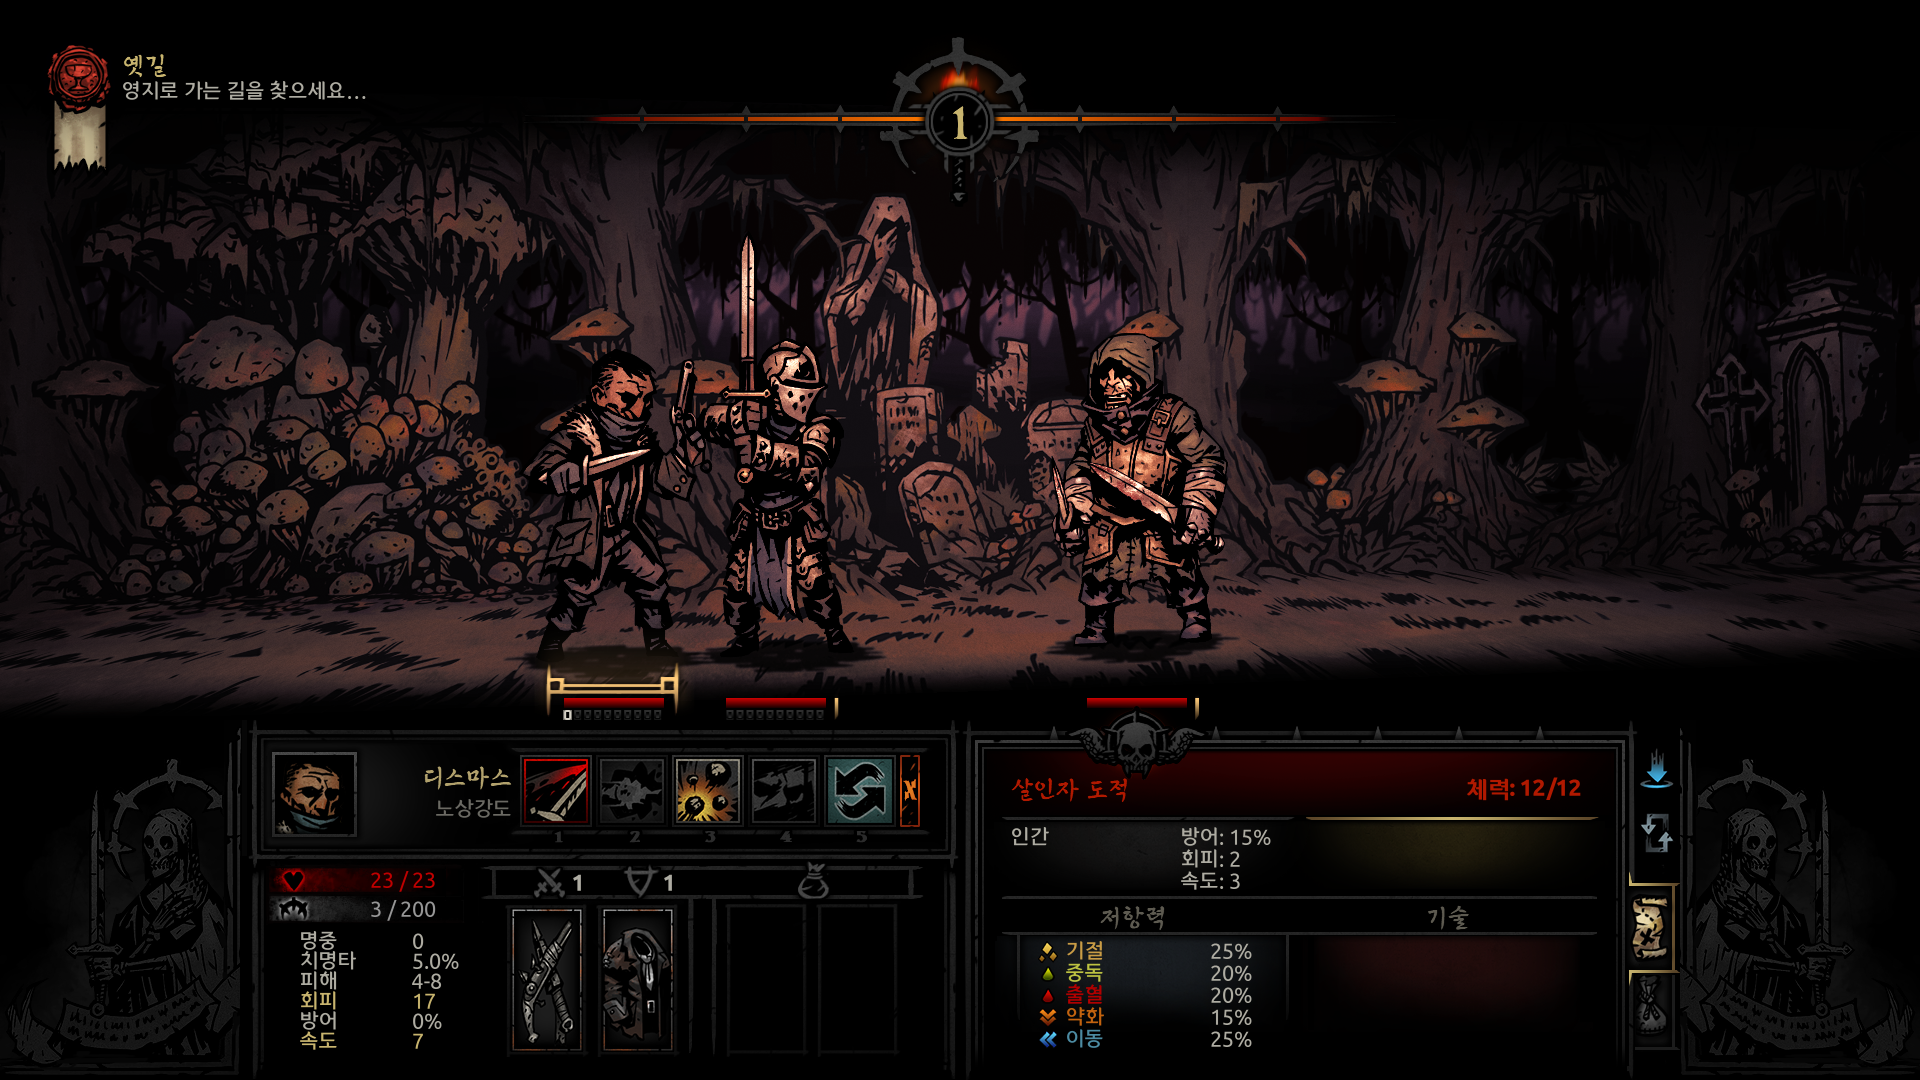 옛길
영지로 가는 길을 찾으세요...
1
디스마스
노상강도
1
2
3
4
5
23 / 23
3 / 200
1
1
명중 0
치명타 5.0%
피해 4-8
회피 17
방어 0%
속도 7
살인자 도적
체력: 12/12
인간
방어: 15%
회피: 2
속도: 3
저항력
기술
기절 25%
중독 20%
출혈 20%
약화 15%
이동 25%